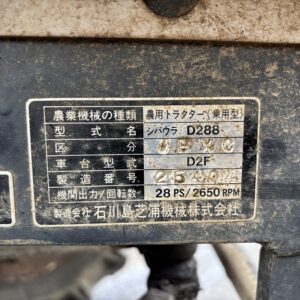 農業機械の種類 農用トラクター(乗用型)
型式名 シバウラ D288
区分 JPXG
車台型式 D2F
製造番号
機関出力/回転数 28 PS/2650 RPM
製造会社 石川島芝浦機械株式会社